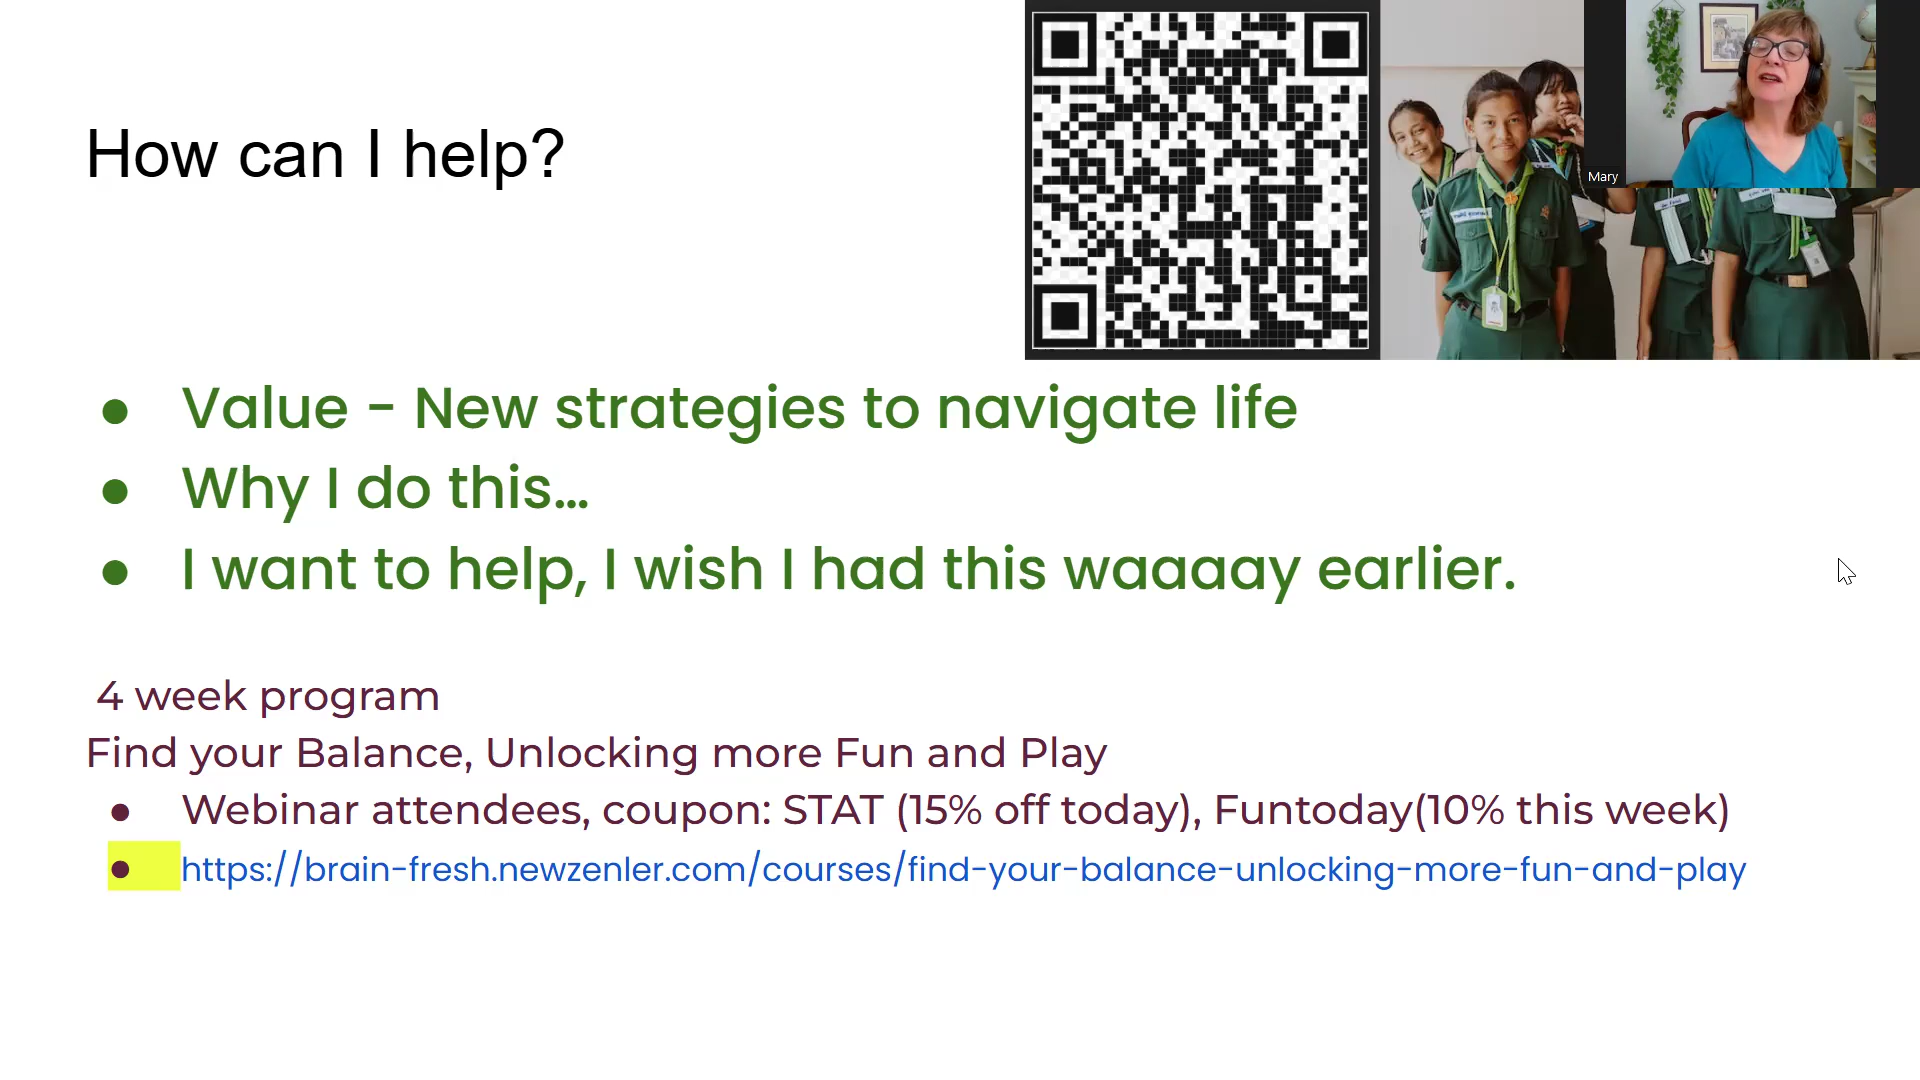 How can I help?
Mary
● Value - New strategies to navigate life
● Why I do this...
● I want to help, I wish I had this waaaay earlier.
4 week program
Find your Balance, Unlocking more Fun and Play
● Webinar attendees, coupon: STAT (15% off today), Funtoday(10% this week)
● https://brain-fresh.newzenler.com/courses/find-your-balance-unlocking-more-fun-and-play